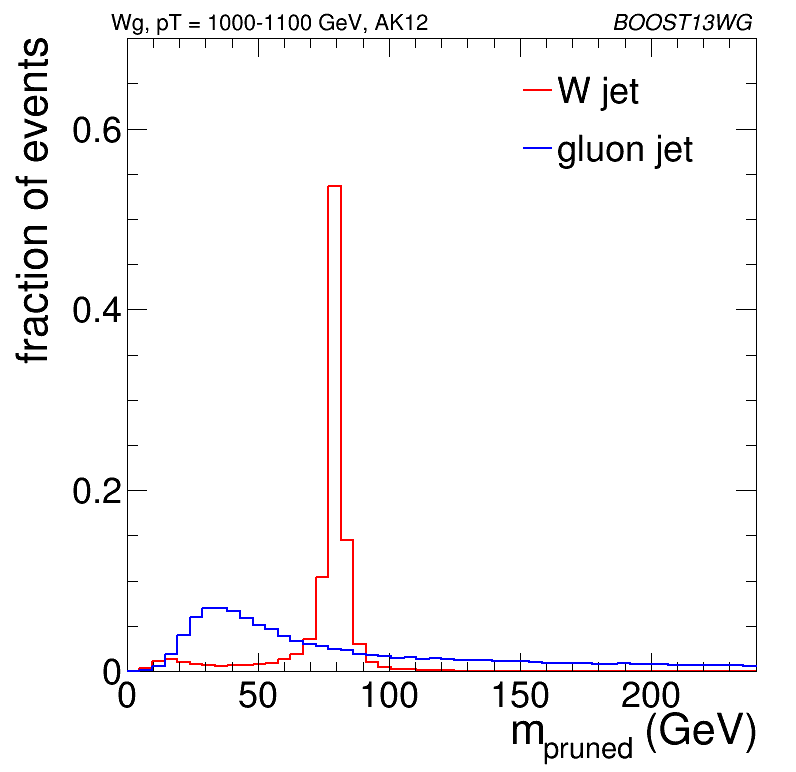 Wg, pT = 1000-1100 GeV, AK12
BOOST13WG
fraction of events
W jet
gluon jet
0.6
0.4
0.2
0
0 50 100 150 200
m_pruned (GeV)